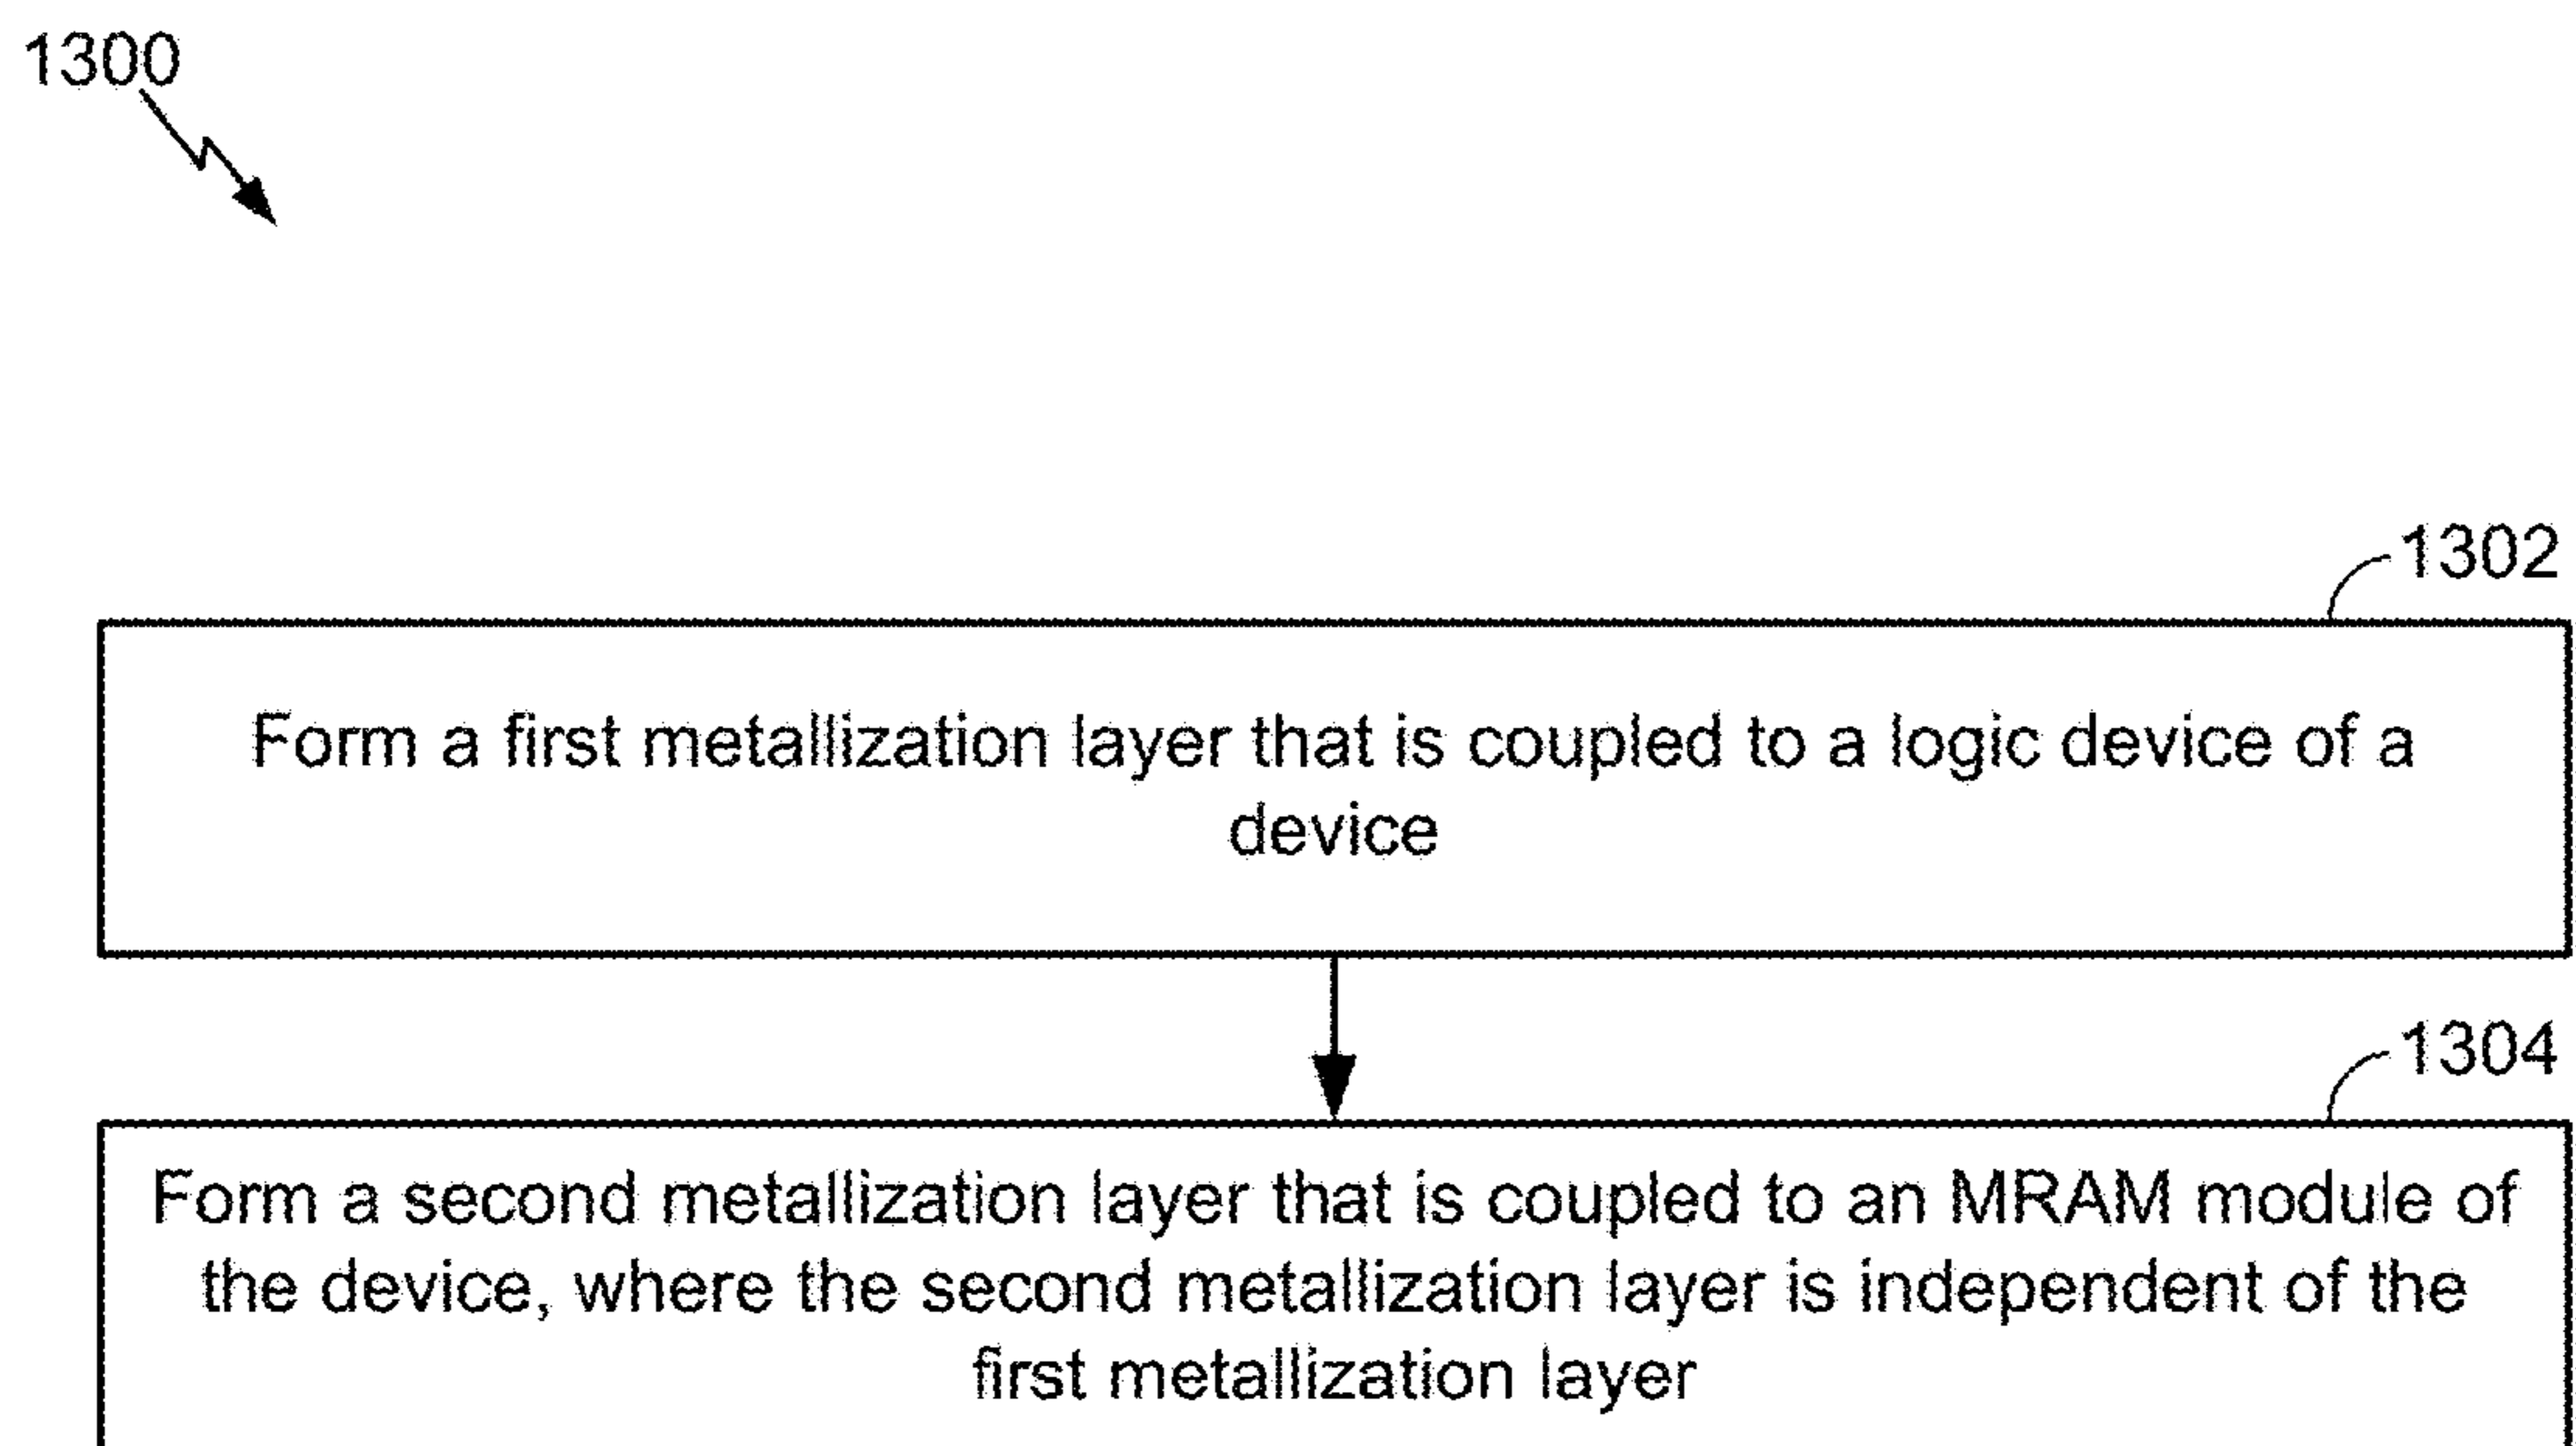 1300
1302
Form a first metallization layer that is coupled to a logic device of a
device
1304
Form a second metallization layer that is coupled to an MRAM module of
the device, where the second metallization layer is independent of the
first metallization layer